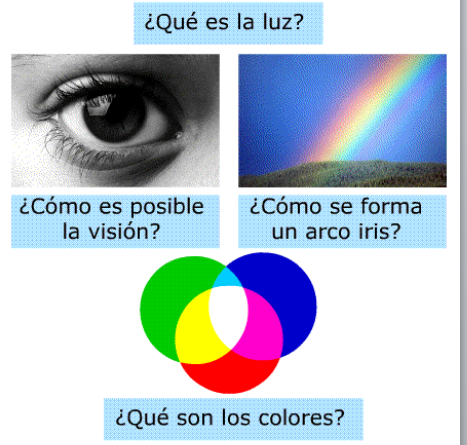 ¿Qué es la luz?
¿Cómo es posible
la visión?
¿Cómo se forma
un arco iris?
¿Qué son los colores?